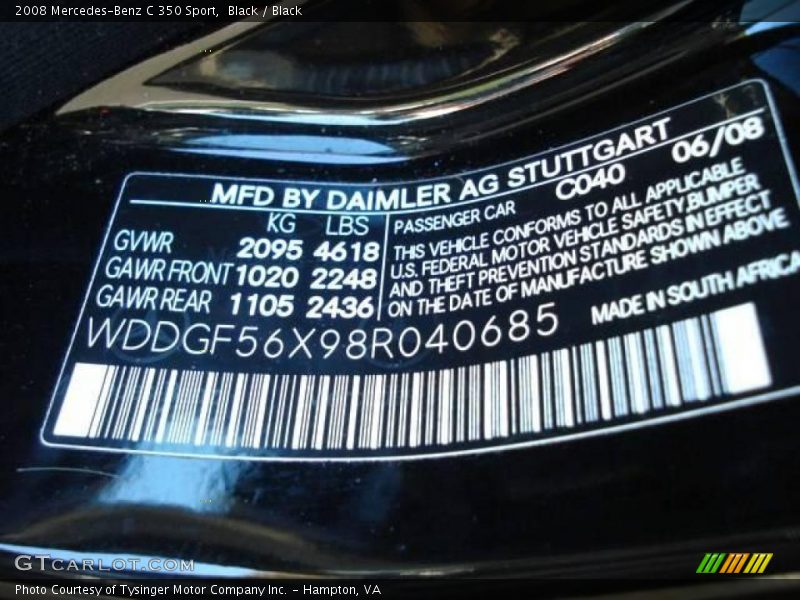 2008 Mercedes-Benz C 350 Sport, Black / Black
MFD BY DAIMLER AG STUTTGART
KG LBS
GVWR 2095 4618
GAWR FRONT 1020 2248
GAWR REAR 1105 2436
C040 06/08
PASSENGER CAR
THIS VEHICLE CONFORMS TO ALL APPLICABLE
U.S. FEDERAL MOTOR VEHICLE SAFETY, BUMPER
AND THEFT PREVENTION STANDARDS IN EFFECT
ON THE DATE OF MANUFACTURE SHOWN ABOVE
WDDGF56X98R040685
MADE IN SOUTH AFRICA
GTCARLOT.COM
Photo Courtesy of Tysinger Motor Company Inc. - Hampton, VA